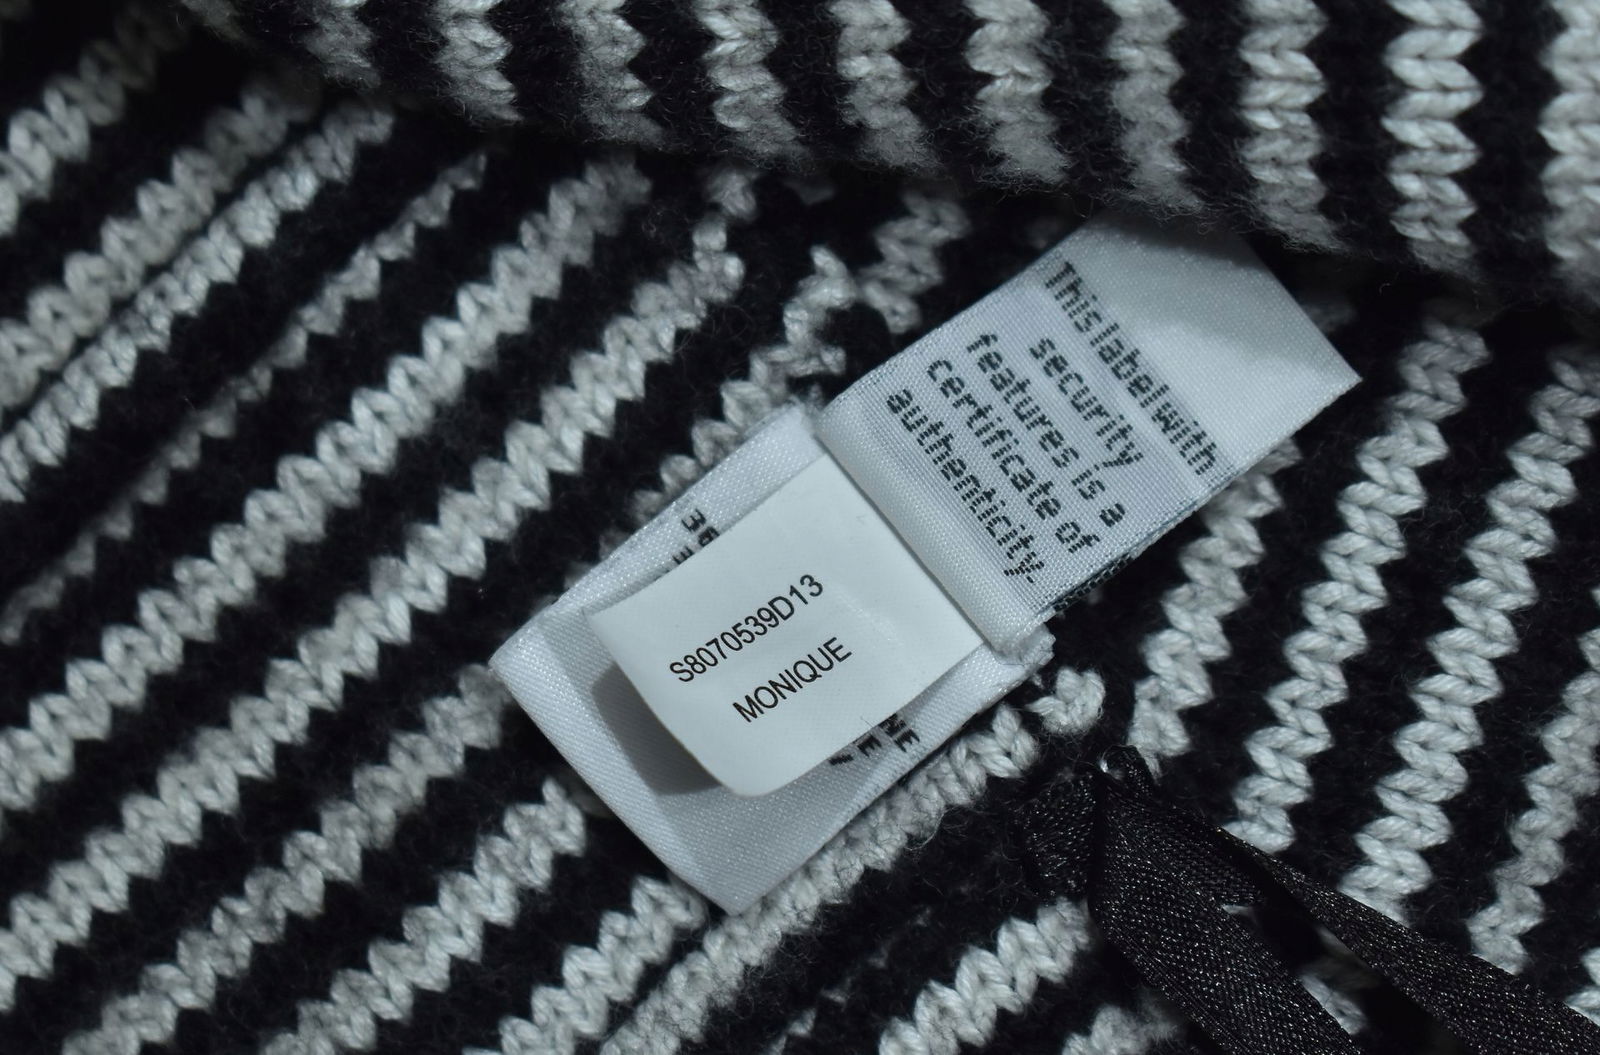 This label with
security
features is a
certificate of
authenticity.
S8070539D13
MONIQUE